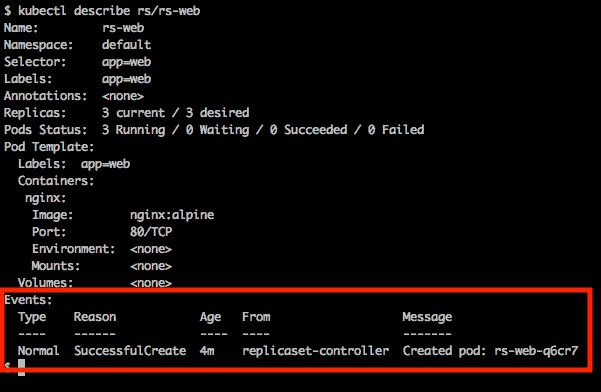 $ kubectl describe rs/rs-web
Name:         rs-web
Namespace:    default
Selector:     app=web
Labels:       app=web
Annotations:  <none>
Replicas:     3 current / 3 desired
Pods Status:  3 Running / 0 Waiting / 0 Succeeded / 0 Failed
Pod Template:
  Labels:  app=web
  Containers:
   nginx:
    Image:        nginx:alpine
    Port:         80/TCP
    Environment:  <none>
    Mounts:       <none>
  Volumes:        <none>
Events:
  Type    Reason            Age   From                   Message
  ----    ------            ----  ----                   -------
  Normal  SuccessfulCreate  4m    replicaset-controller  Created pod: rs-web-q6cr7
$